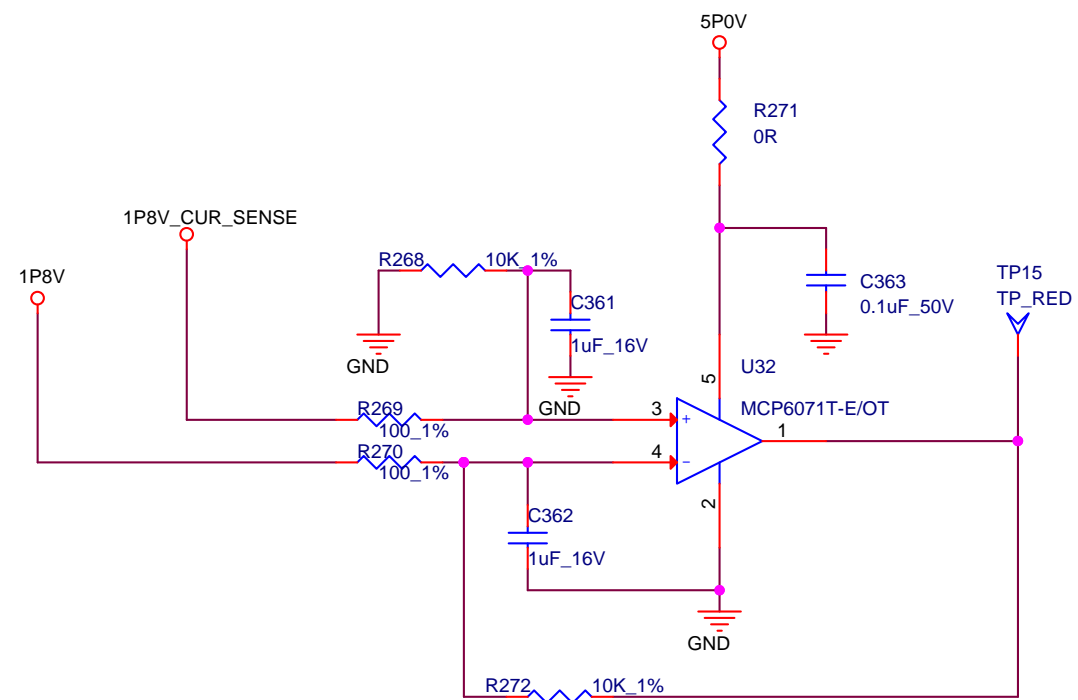 5P0V
R271
0R
1P8V_CUR_SENSE
1P8V
R268 10K_1%
C361
1uF_16V
GND
GND
C363
0.1uF_50V
TP15
TP_RED
5
U32
MCP6071T-E/OT
R269
100_1%
3
+
1
R270
100_1%
4
−
2
C362
1uF_16V
GND
R272 10K_1%